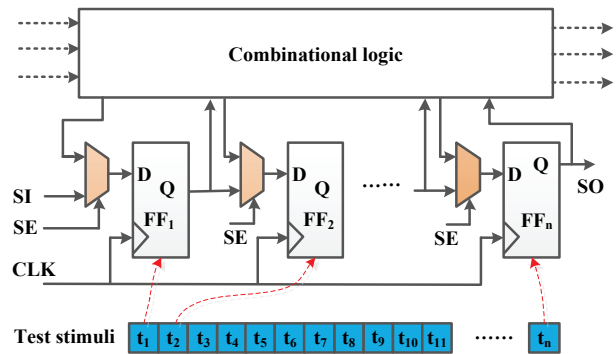 Combinational logic
D
Q
FF1
D
Q
FF2
......
D
Q
FFn
SI
SE
SE
SE
SO
CLK
Test stimuli t1 t2 t3 t4 t5 t6 t7 t8 t9 t10 t11 ...... tn